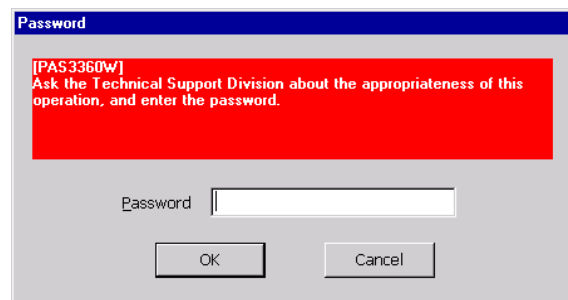 Password
[PAS3360W]
Ask the Technical Support Division about the appropriateness of this
operation, and enter the password.
Password
OK
Cancel